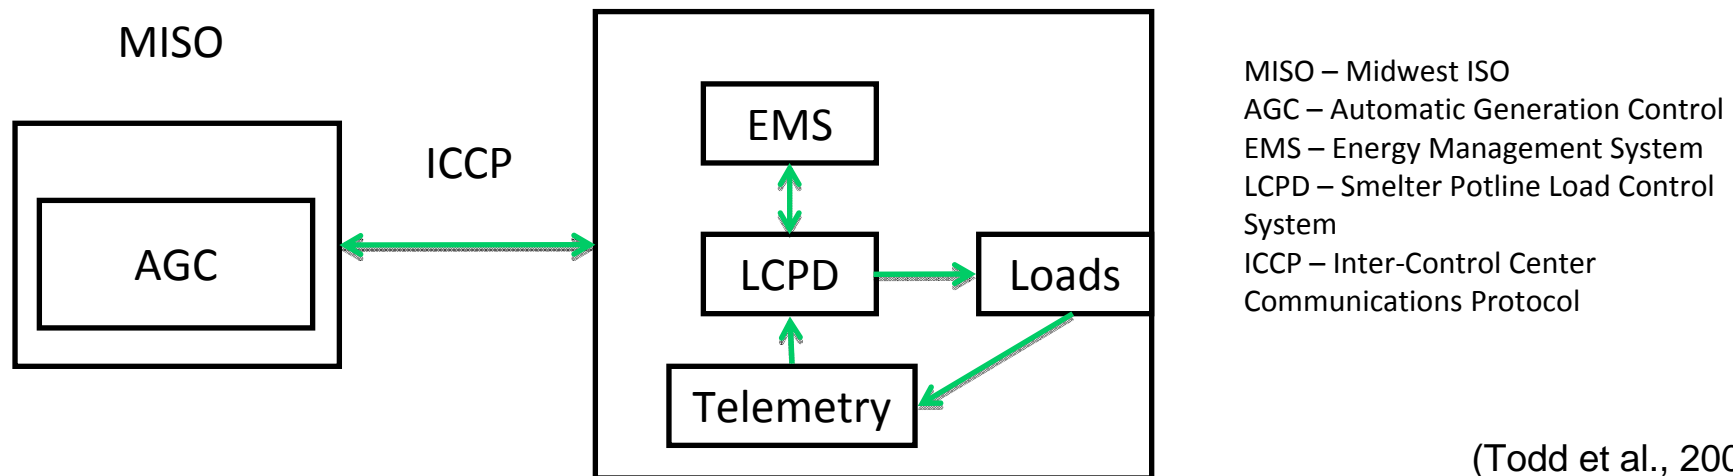 MISO
AGC
ICCP
EMS
LCPD
Loads
Telemetry
MISO – Midwest ISO
AGC – Automatic Generation Control
EMS – Energy Management System
LCPD – Smelter Potline Load Control
System
ICCP – Inter-Control Center
Communications Protocol
(Todd et al.,